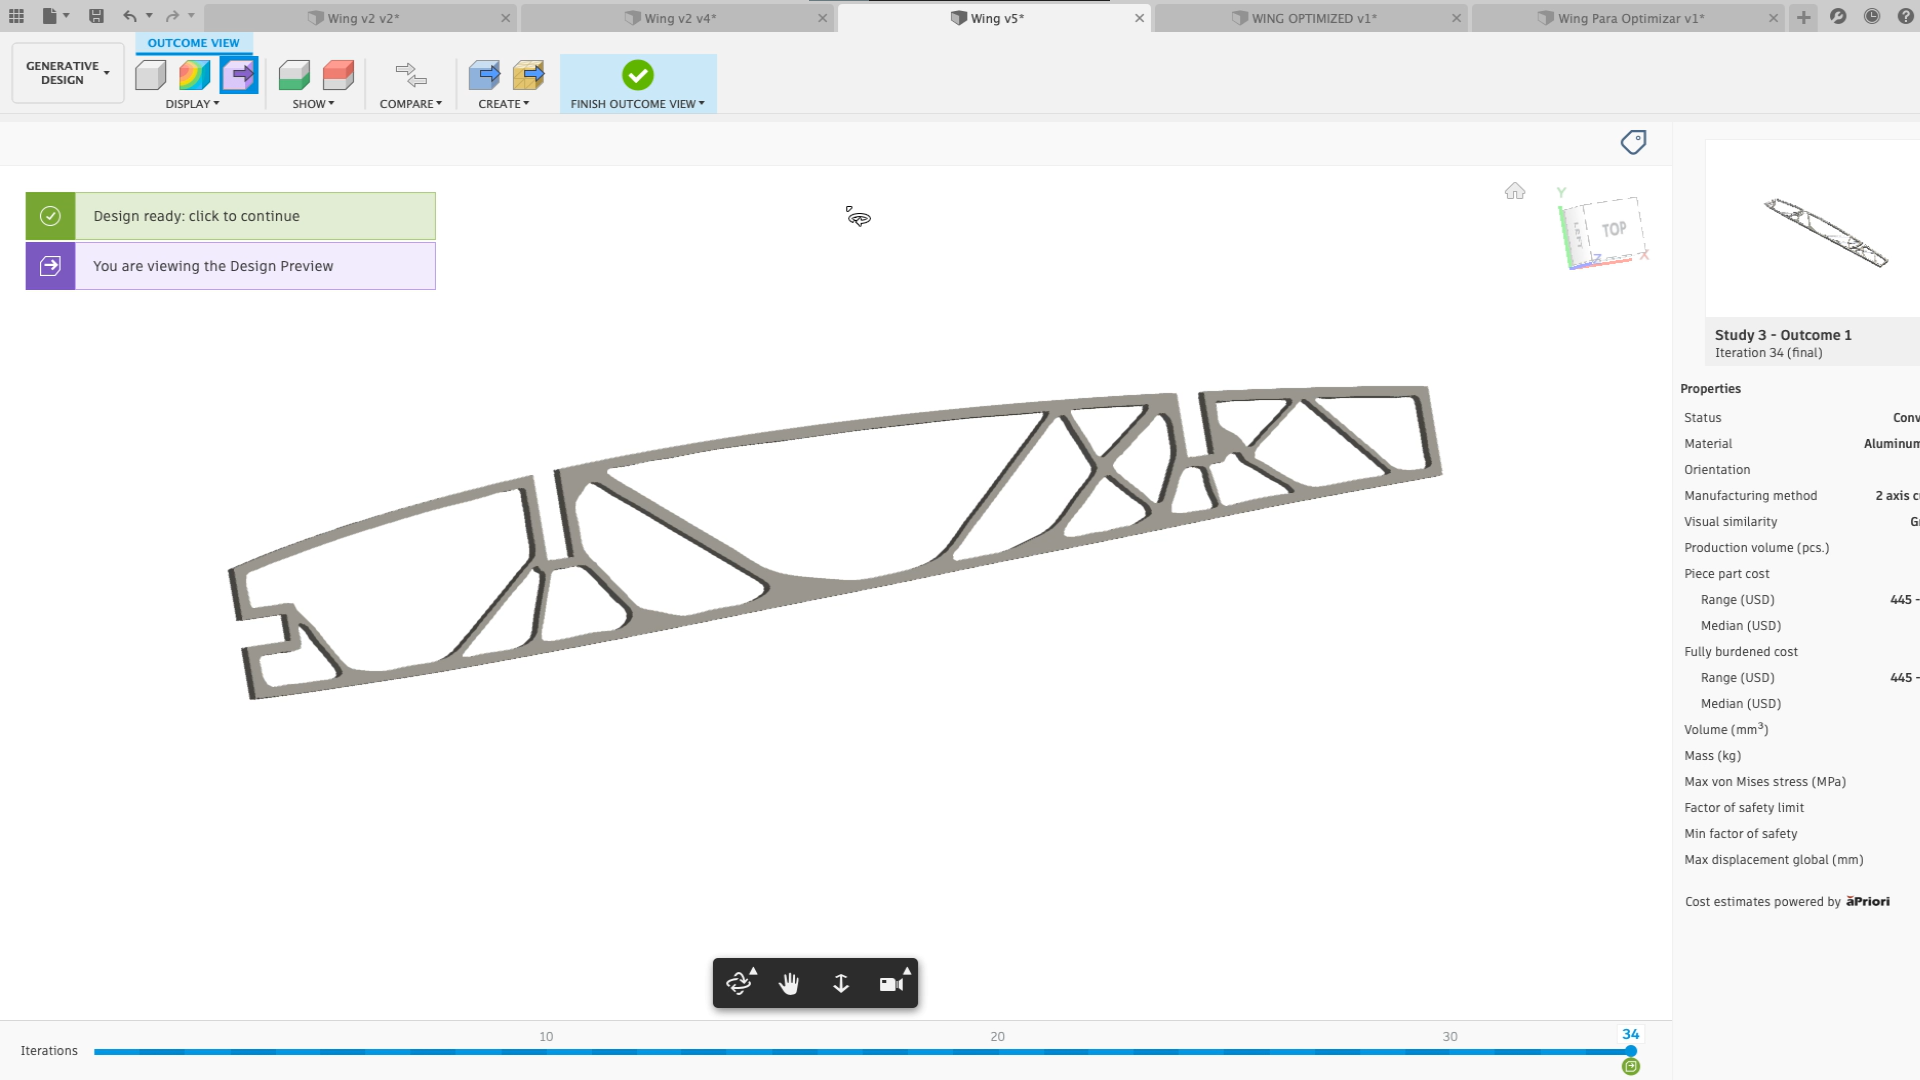 Wing v2 v2*
Wing v2 v4*
Wing v5*
WING OPTIMIZED v1*
Wing Para Optimizar v1*
GENERATIVE
DESIGN
OUTCOME VIEW
DISPLAY
SHOW
COMPARE
CREATE
FINISH OUTCOME VIEW
Design ready: click to continue
You are viewing the Design Preview
Y
LEFT
TOP
Z
X
Study 3 - Outcome 1
Iteration 34 (final)
Properties
Status Conv
Material Aluminum
Orientation
Manufacturing method 2 axis c
Visual similarity G
Production volume (pcs.)
Piece part cost
Range (USD) 445 -
Median (USD)
Fully burdened cost
Range (USD) 445 -
Median (USD)
Volume (mm³)
Mass (kg)
Max von Mises stress (MPa)
Factor of safety limit
Min factor of safety
Max displacement global (mm)
Cost estimates powered by aPriori
Iterations
10
20
30
34